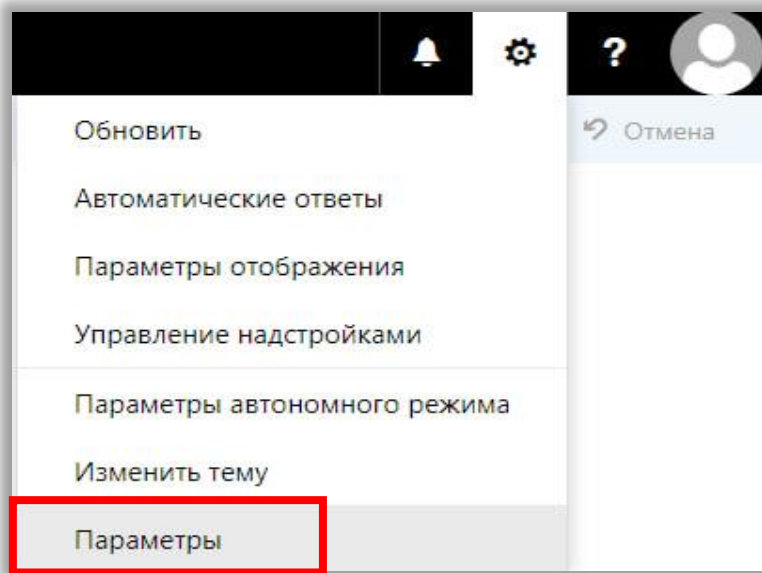 ?
Обновить
Отмена
Автоматические ответы
Параметры отображения
Управление надстройками
Параметры автономного режима
Изменить тему
Параметры